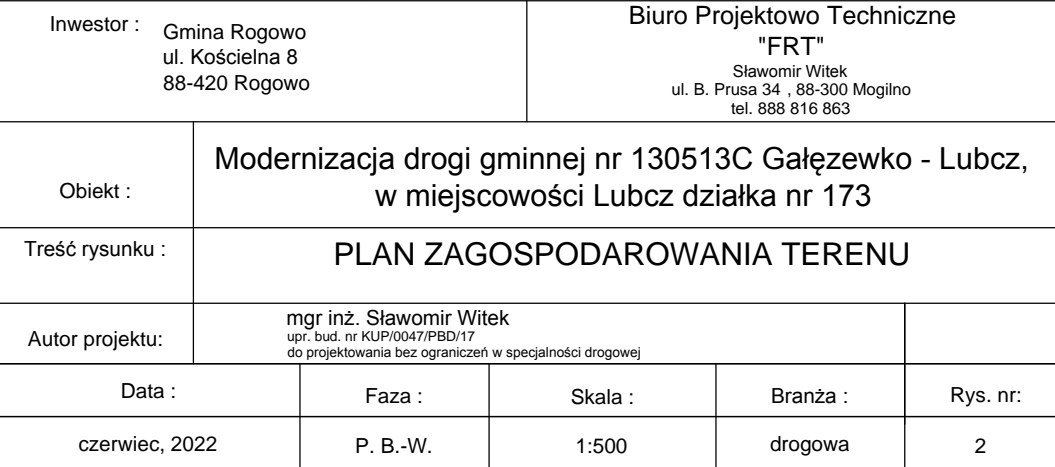 Inwestor :
Gmina Rogowo
ul. Kościelna 8
88-420 Rogowo
Biuro Projektowo Techniczne
"FRT"
Sławomir Witek
ul. B. Prusa 34 , 88-300 Mogilno
tel. 888 816 863
Obiekt :
Modernizacja drogi gminnej nr 130513C Gałęzewko - Lubcz,
w miejscowości Lubcz działka nr 173
Treść rysunku :
PLAN ZAGOSPODAROWANIA TERENU
Autor projektu:
mgr inż. Sławomir Witek
upr. bud. nr KUP/0047/PBD/17
do projektowania bez ograniczeń w specjalności drogowej
Data :
Faza :
Skala :
Branża :
Rys. nr:
czerwiec, 2022
P. B.-W.
1:500
drogowa
2